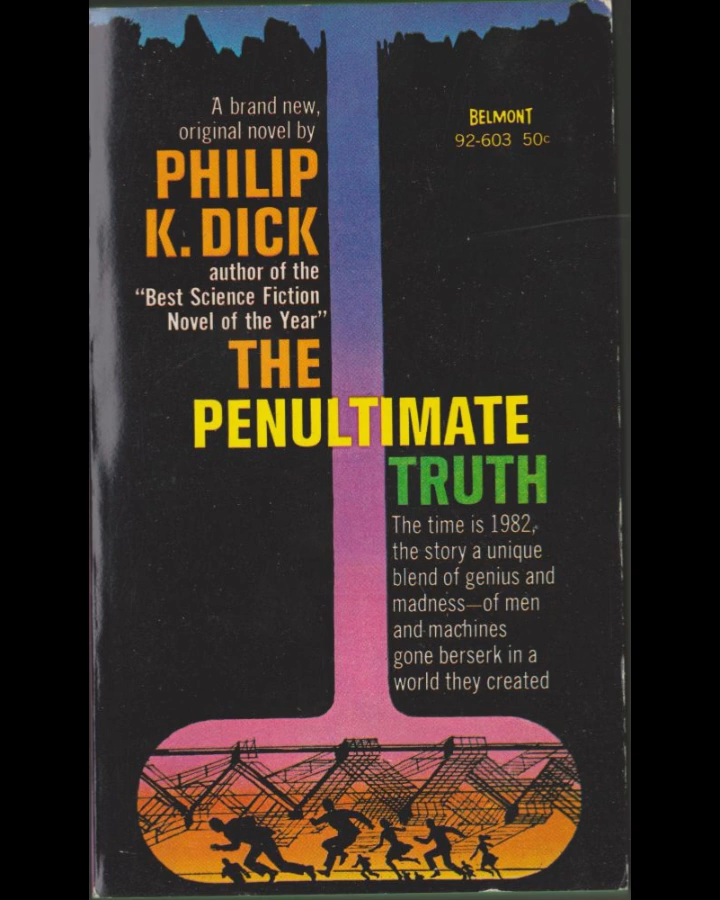 A brand new,
original novel by
PHILIP
K. DICK
author of the
"Best Science Fiction
Novel of the Year"
BELMONT
92-603 50c
THE
PENULTIMATE
TRUTH
The time is 1982,
the story a unique
blend of genius and
madness—of men
and machines
gone berserk in a
world they created